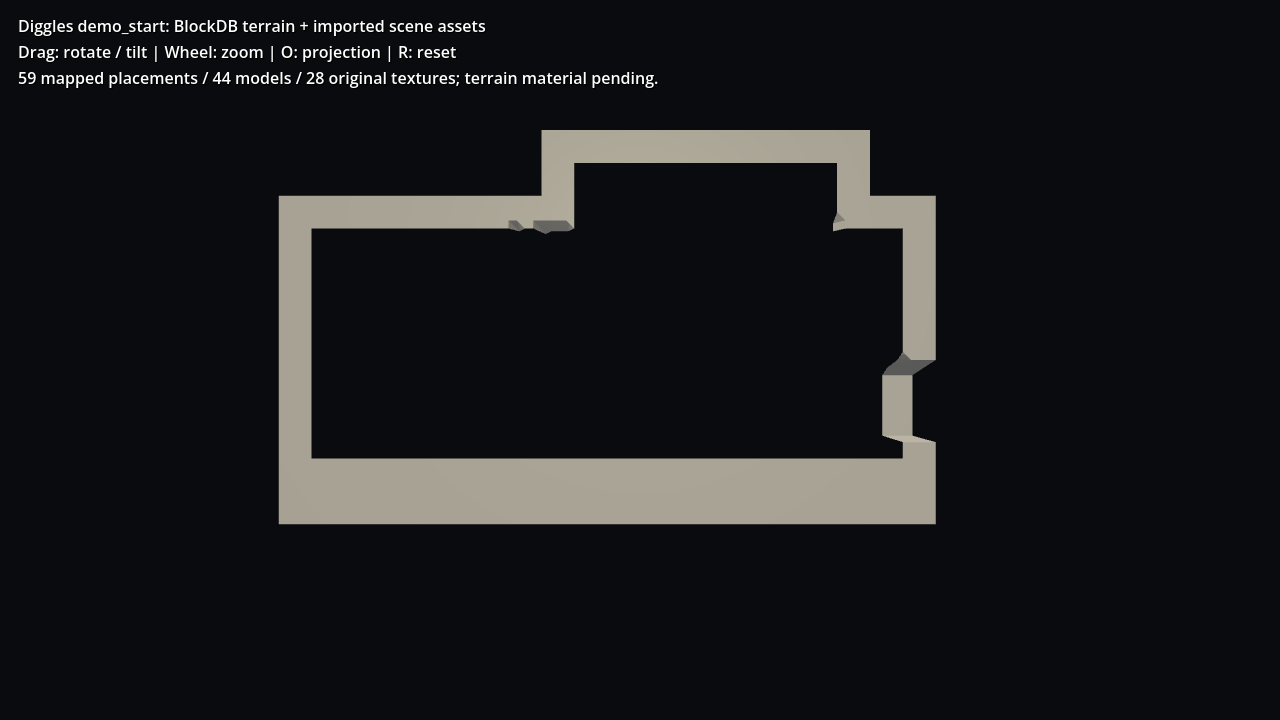 Diggles demo_start: BlockDB terrain + imported scene assets
Drag: rotate / tilt | Wheel: zoom | O: projection | R: reset
59 mapped placements / 44 models / 28 original textures; terrain material pending.